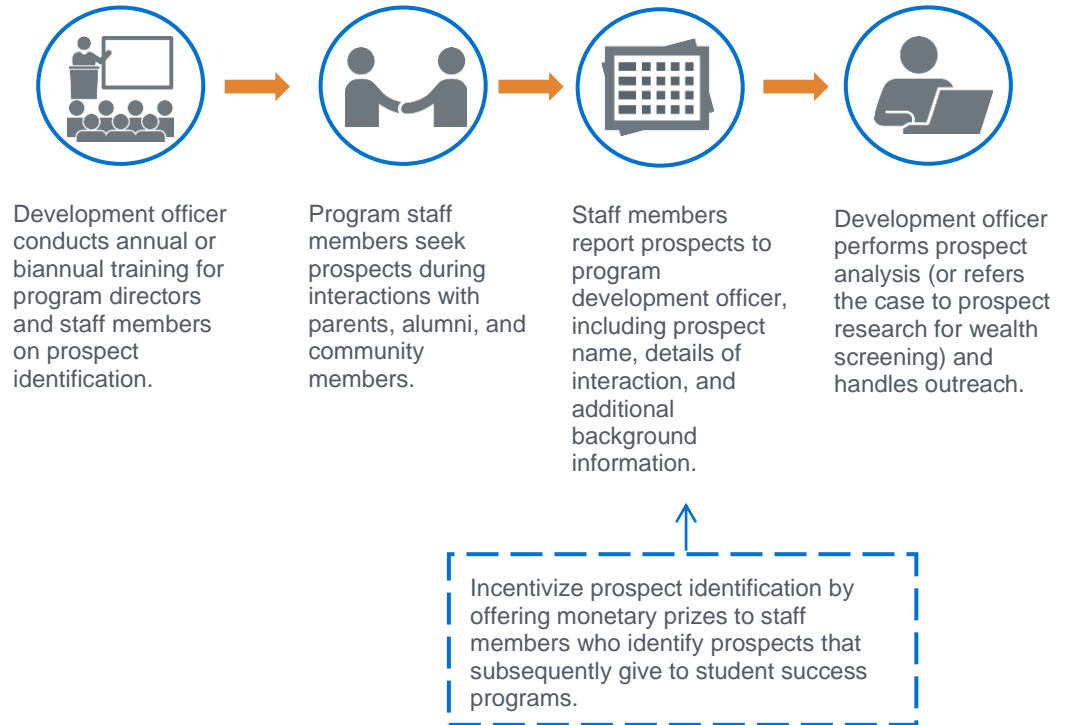 Development officer
conducts annual or
biannual training for
program directors
and staff members
on prospect
identification.
Program staff
members seek
prospects during
interactions with
parents, alumni, and
community
members.
Staff members
report prospects to
program
development officer,
including prospect
name, details of
interaction, and
additional
background
information.
Development officer
performs prospect
analysis (or refers
the case to prospect
research for wealth
screening) and
handles outreach.
Incentivize prospect identification by
offering monetary prizes to staff
members who identify prospects that
subsequently give to student success
programs.